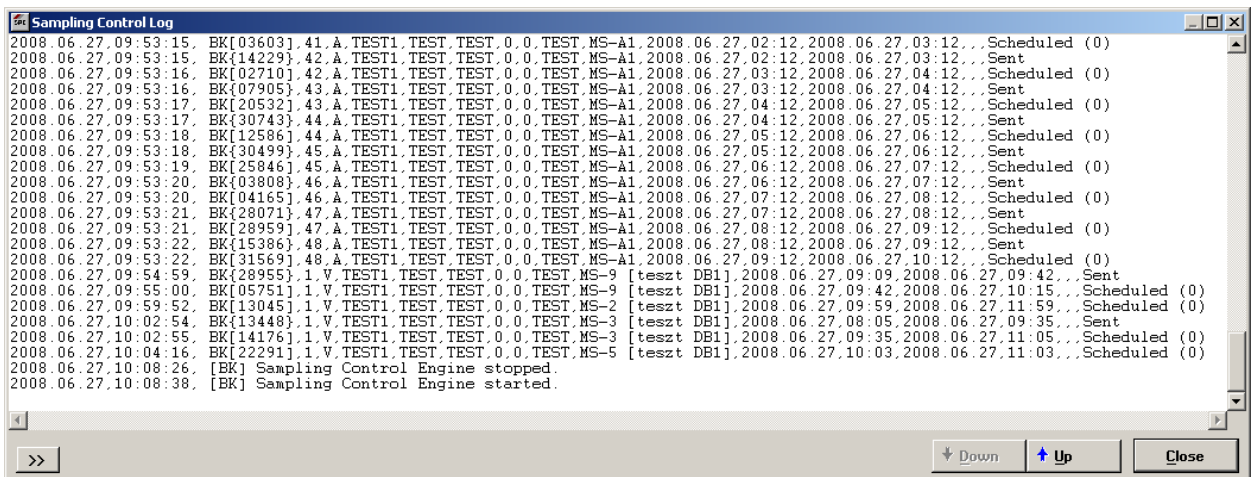 SPC Sampling Control Log
2008.06.27,09:53:15, BK[03603],41,A,TEST1,TEST,TEST,0,0,TEST,MS-A1,2008.06.27,02:12,2008.06.27,03:12,,,Scheduled (0)
2008.06.27,09:53:15, BK{14229},42,A,TEST1,TEST,TEST,0,0,TEST,MS-A1,2008.06.27,02:12,2008.06.27,03:12,,,Sent
2008.06.27,09:53:16, BK[02710],42,A,TEST1,TEST,TEST,0,0,TEST,MS-A1,2008.06.27,03:12,2008.06.27,04:12,,,Scheduled (0)
2008.06.27,09:53:16, BK{07905},43,A,TEST1,TEST,TEST,0,0,TEST,MS-A1,2008.06.27,03:12,2008.06.27,04:12,,,Sent
2008.06.27,09:53:17, BK[20532],43,A,TEST1,TEST,TEST,0,0,TEST,MS-A1,2008.06.27,04:12,2008.06.27,05:12,,,Scheduled (0)
2008.06.27,09:53:17, BK{30743},44,A,TEST1,TEST,TEST,0,0,TEST,MS-A1,2008.06.27,04:12,2008.06.27,05:12,,,Sent
2008.06.27,09:53:18, BK[12586],44,A,TEST1,TEST,TEST,0,0,TEST,MS-A1,2008.06.27,05:12,2008.06.27,06:12,,,Scheduled (0)
2008.06.27,09:53:18, BK{30499},45,A,TEST1,TEST,TEST,0,0,TEST,MS-A1,2008.06.27,05:12,2008.06.27,06:12,,,Sent
2008.06.27,09:53:19, BK[25846],45,A,TEST1,TEST,TEST,0,0,TEST,MS-A1,2008.06.27,06:12,2008.06.27,07:12,,,Scheduled (0)
2008.06.27,09:53:20, BK{03808},46,A,TEST1,TEST,TEST,0,0,TEST,MS-A1,2008.06.27,06:12,2008.06.27,07:12,,,Sent
2008.06.27,09:53:20, BK[04165],46,A,TEST1,TEST,TEST,0,0,TEST,MS-A1,2008.06.27,07:12,2008.06.27,08:12,,,Scheduled (0)
2008.06.27,09:53:21, BK{28071},47,A,TEST1,TEST,TEST,0,0,TEST,MS-A1,2008.06.27,07:12,2008.06.27,08:12,,,Sent
2008.06.27,09:53:21, BK[28959],47,A,TEST1,TEST,TEST,0,0,TEST,MS-A1,2008.06.27,08:12,2008.06.27,09:12,,,Scheduled (0)
2008.06.27,09:53:22, BK{15386},48,A,TEST1,TEST,TEST,0,0,TEST,MS-A1,2008.06.27,08:12,2008.06.27,09:12,,,Sent
2008.06.27,09:53:22, BK[31569],48,A,TEST1,TEST,TEST,0,0,TEST,MS-A1,2008.06.27,09:12,2008.06.27,10:12,,,Scheduled (0)
2008.06.27,09:54:59, BK{28955},1,V,TEST1,TEST,TEST,0,0,TEST,MS-9 [teszt DB1],2008.06.27,09:09,2008.06.27,09:42,,,Sent
2008.06.27,09:55:00, BK[05751],1,V,TEST1,TEST,TEST,0,0,TEST,MS-9 [teszt DB1],2008.06.27,09:42,2008.06.27,10:15,,,Scheduled (0)
2008.06.27,09:59:52, BK[13045],1,V,TEST1,TEST,TEST,0,0,TEST,MS-2 [teszt DB1],2008.06.27,09:59,2008.06.27,11:59,,,Scheduled (0)
2008.06.27,10:02:54, BK{13448},1,V,TEST1,TEST,TEST,0,0,TEST,MS-3 [teszt DB1],2008.06.27,08:05,2008.06.27,09:35,,,Sent
2008.06.27,10:02:55, BK[14176],1,V,TEST1,TEST,TEST,0,0,TEST,MS-3 [teszt DB1],2008.06.27,09:35,2008.06.27,11:05,,,Scheduled (0)
2008.06.27,10:04:16, BK[22291],1,V,TEST1,TEST,TEST,0,0,TEST,MS-5 [teszt DB1],2008.06.27,10:03,2008.06.27,11:03,,,Scheduled (0)
2008.06.27,10:08:26, [BK] Sampling Control Engine stopped.
2008.06.27,10:08:38, [BK] Sampling Control Engine started.
>> Down Up Close